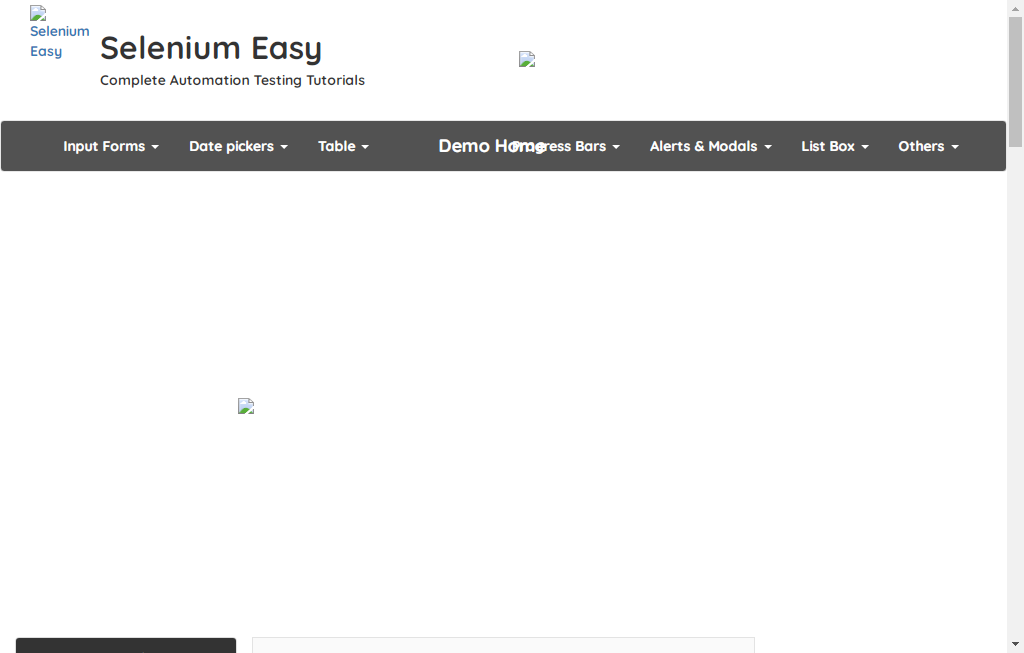 Selenium
Easy
Selenium Easy
Complete Automation Testing Tutorials
Input Forms
Date pickers
Table
Demo Home
Progress Bars
Alerts & Modals
List Box
Others